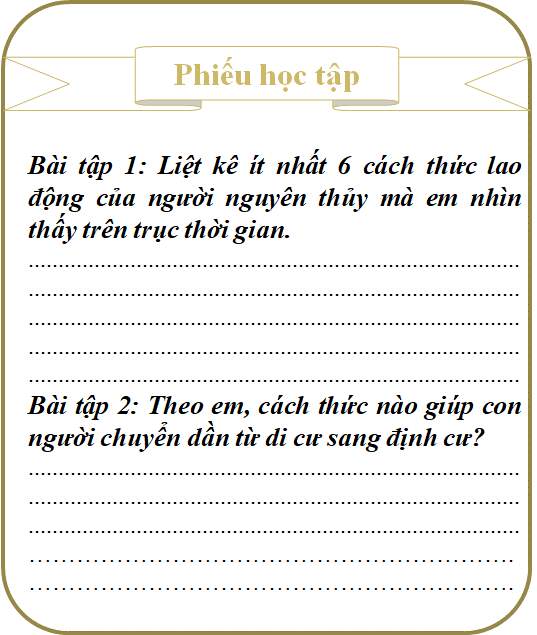 Phiếu học tập
Bài tập 1: Liệt kê ít nhất 6 cách thức lao
động của người nguyên thủy mà em nhìn
thấy trên trục thời gian.
....................................................................................
....................................................................................
....................................................................................
....................................................................................
....................................................................................
Bài tập 2: Theo em, cách thức nào giúp con
người chuyển dần từ di cư sang định cư?
....................................................................................
....................................................................................
....................................................................................
……………………………………………………
……………………………………………………